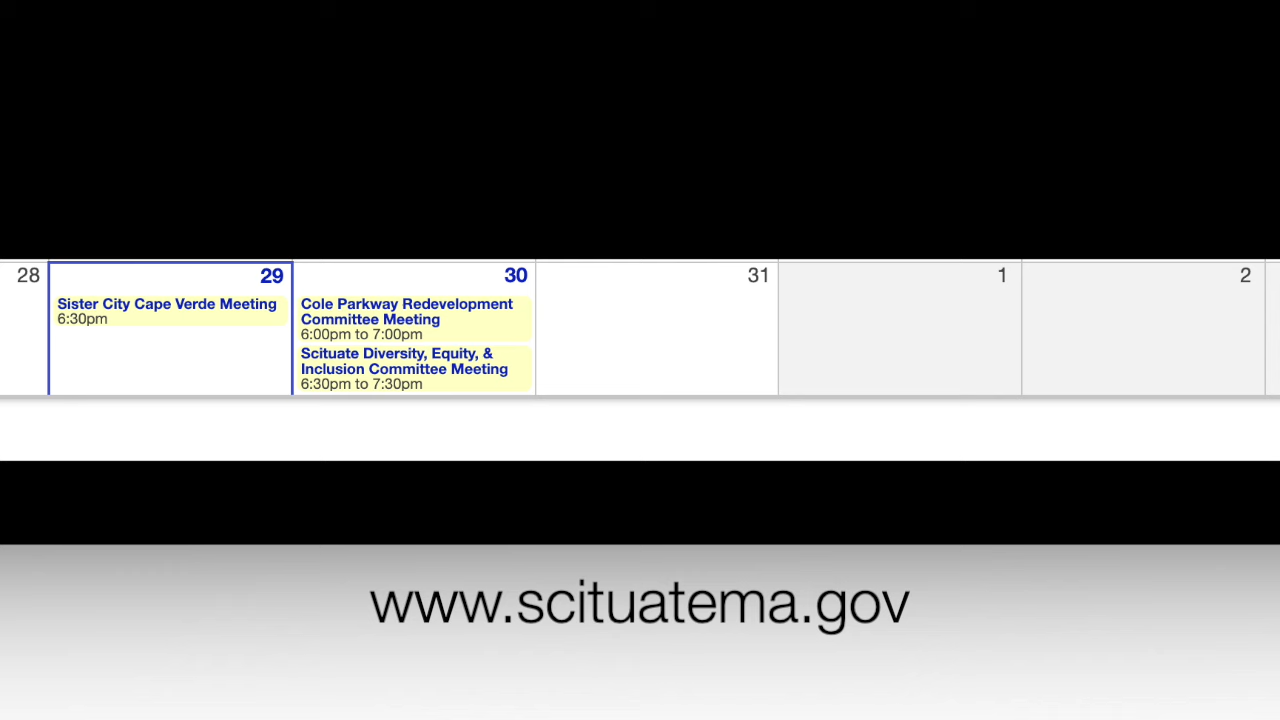 28
29
Sister City Cape Verde Meeting
6:30pm
30
Cole Parkway Redevelopment
Committee Meeting
6:00pm to 7:00pm
Scituate Diversity, Equity, &
Inclusion Committee Meeting
6:30pm to 7:30pm
31
1
2
www.scituatema.gov